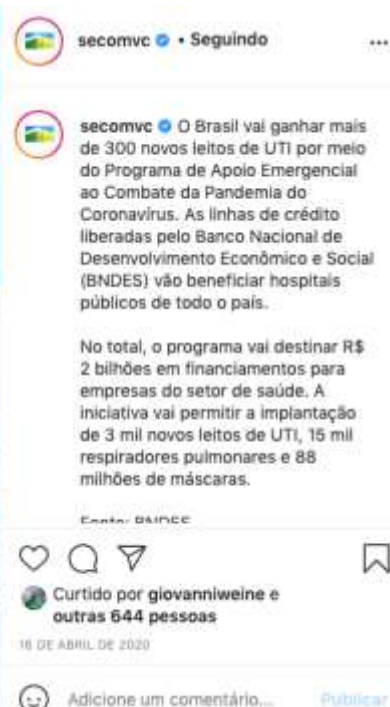 secomvc • Seguindo
secomvc O Brasil vai ganhar mais
de 300 novos leitos de UTI por meio
do Programa de Apoio Emergencial
ao Combate da Pandemia do
Coronavírus. As linhas de crédito
liberadas pelo Banco Nacional de
Desenvolvimento Econômico e Social
(BNDES) vão beneficiar hospitais
públicos de todo o país.
No total, o programa vai destinar R$
2 bilhões em financiamentos para
empresas do setor de saúde. A
iniciativa vai permitir a implantação
de 3 mil novos leitos de UTI, 15 mil
respiradores pulmonares e 88
milhões de máscaras.
Fonte: BNDES
Curtido por giovanniweine e
outras 644 pessoas
16 DE ABRIL DE 2020
Adicione um comentário... Publicar